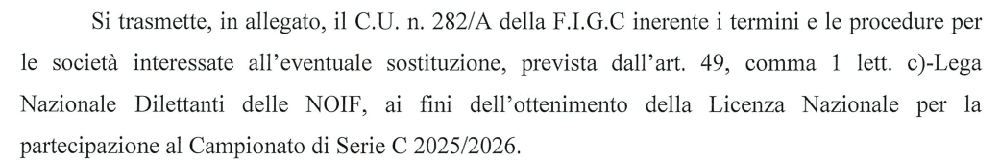 Si trasmette, in allegato, il C.U. n. 282/A della F.I.G.C inerente i termini e le procedure per
le società interessate all'eventuale sostituzione, prevista dall'art. 49, comma 1 lett. c)-Lega
Nazionale Dilettanti delle NOIF, ai fini dell'ottenimento della Licenza Nazionale per la
partecipazione al Campionato di Serie C 2025/2026.